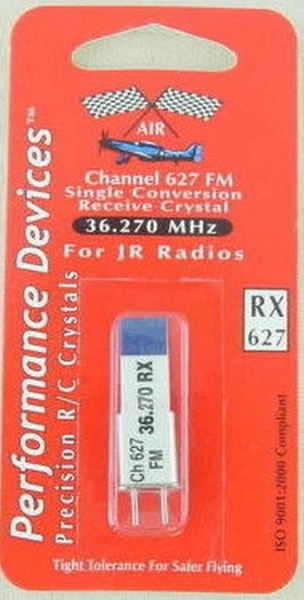 AIR
Channel 627 FM
Single Conversion
Receive Crystal
36.270 MHz
For JR Radios
Performance Devices™
Precision R/C Crystals
RX
627
Ch 627 36.270 RX
FM
ISO 9001:2000 Compliant
Tight Tolerance For Safer Flying